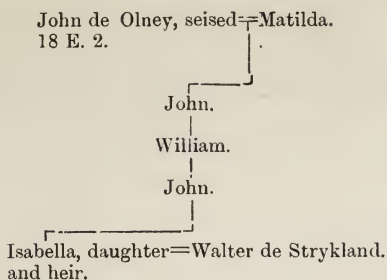 John de Olney, seised=Matilda.
18 E. 2.
John.
William.
John.
Isabella, daughter=Walter de Strykland.
and heir.